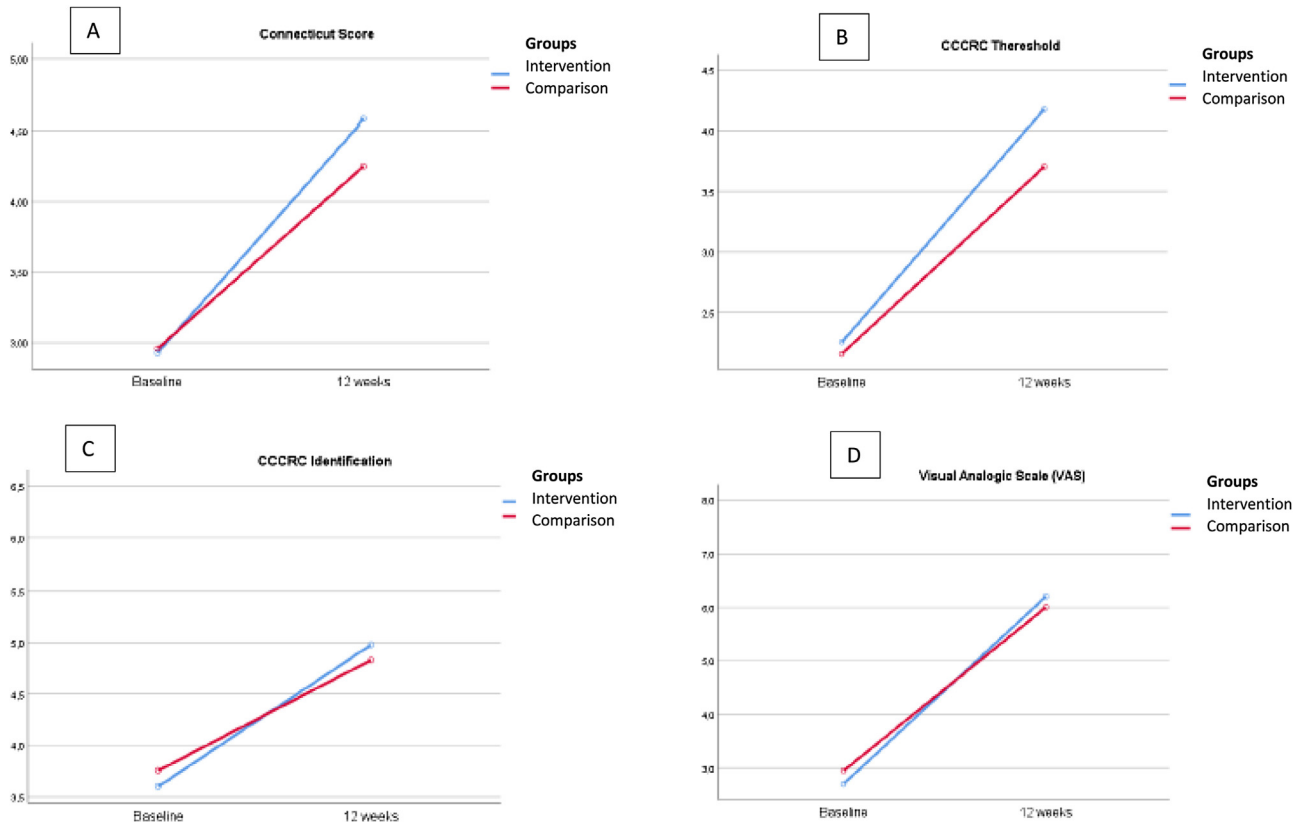 A
Connecticut Score
Groups
Intervention
Comparison
5,00
4,50
4,00
3,50
3,00
Baseline
12 weeks
B
CCCRC Thereshold
Groups
Intervention
Comparison
4,5
4,0
3,5
3,0
2,5
Baseline
12 weeks
C
CCCRC Identification
Groups
Intervention
Comparison
6,5
6,0
5,5
5,0
4,5
4,0
3,5
Baseline
12 weeks
D
Visual Analogic Scale (VAS)
Groups
Intervention
Comparison
8,0
7,0
6,0
5,0
4,0
3,0
Baseline
12 weeks